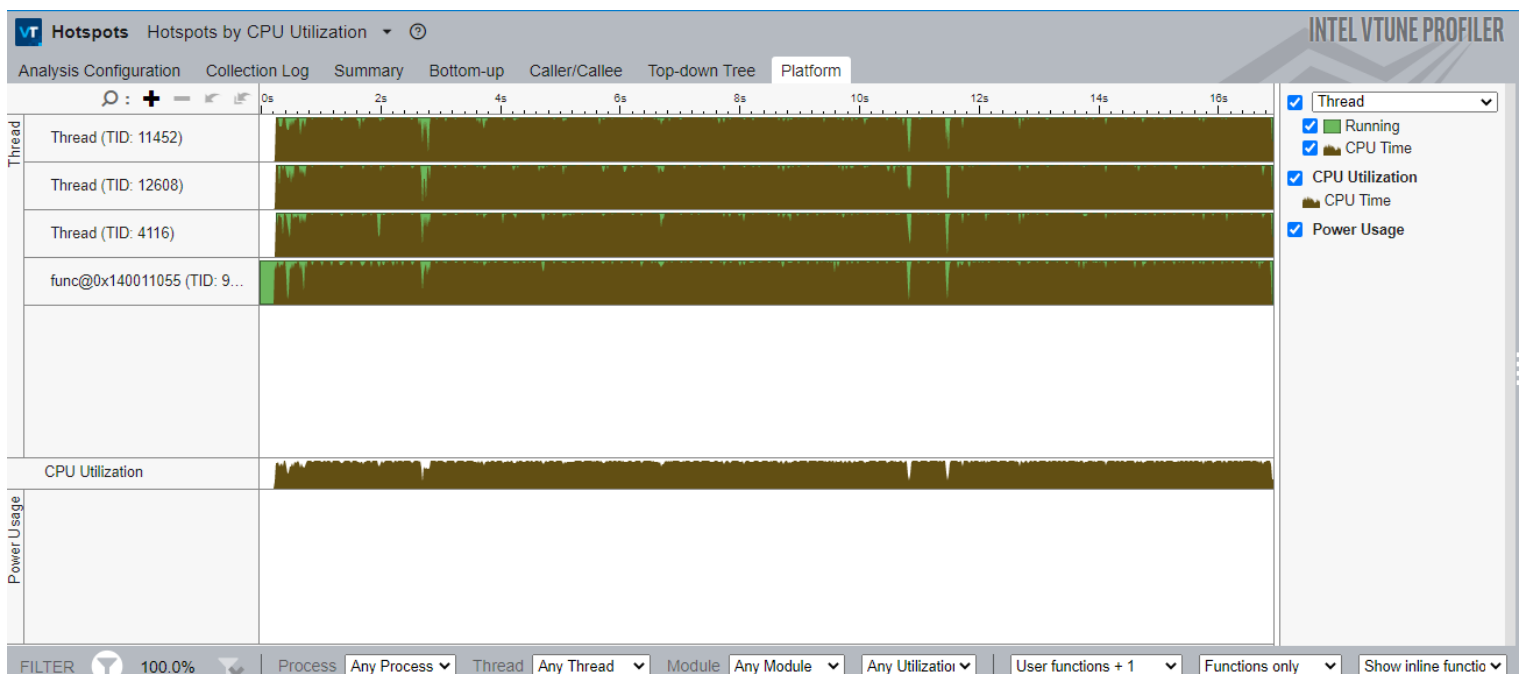 VT Hotspots Hotspots by CPU Utilization
INTEL VTUNE PROFILER
Analysis Configuration Collection Log Summary Bottom-up Caller/Callee Top-down Tree Platform
0s 2s 4s 6s 8s 10s 12s 14s 16s
Thread
Thread (TID: 11452)
Thread (TID: 12608)
Thread (TID: 4116)
func@0x140011055 (TID: 9...
CPU Utilization
Power Usage
Thread
Running
CPU Time
CPU Utilization
CPU Time
Power Usage
FILTER 100.0% Process Any Process Thread Any Thread Module Any Module Any Utilization User functions + 1 Functions only Show inline functio